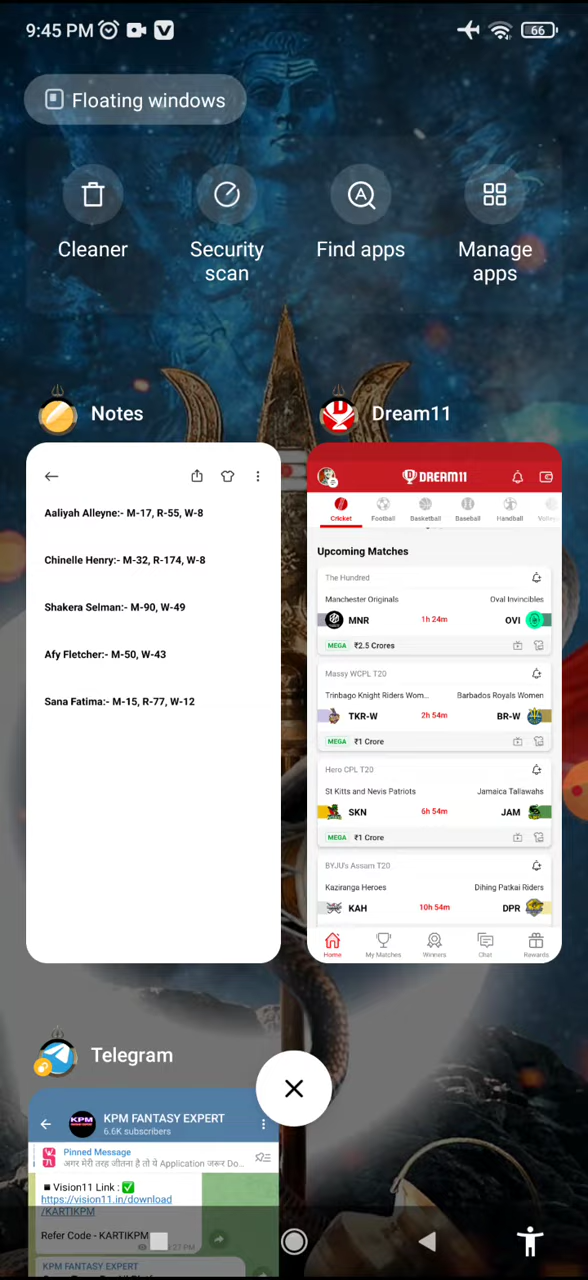 9:45 PM
66
Floating windows
Cleaner
Security
scan
Find apps
Manage
apps
Notes
Dream11
Aaliyah Alleyne:- M-17, R-55, W-8
Chinelle Henry:- M-32, R-174, W-8
Shakera Selman:- M-90, W-49
Afy Fletcher:- M-50, W-43
Sana Fatima:- M-15, R-77, W-12
DREAM11
Cricket Football Basketball Baseball Handball
Upcoming Matches
The Hundred
Manchester Originals Oval Invincibles
MNR 1h 24m OVI
MEGA ₹2.5 Crores
Massy WCPL T20
Trinbago Knight Riders Wom... Barbados Royals Women
TKR-W 2h 54m BR-W
MEGA ₹1 Crore
Hero CPL T20
St Kitts and Nevis Patriots Jamaica Tallawahs
SKN 6h 54m JAM
MEGA ₹1 Crore
BYJU's Assam T20
Kaziranga Heroes Dihing Patkai Riders
KAH 10h 54m DPR
Home My Matches Winners Chat Rewards
Telegram
KPM
KPM FANTASY EXPERT
6.6K subscribers
Pinned Message
अगर मेरी तरह जीतना है तो ये Application जरूर Do...
Vision11 Link :
https://vision11.in/download
/KARTIKPM
Refer Code - KARTIKPM
9:27 PM
KPM FANTASY EXPERT